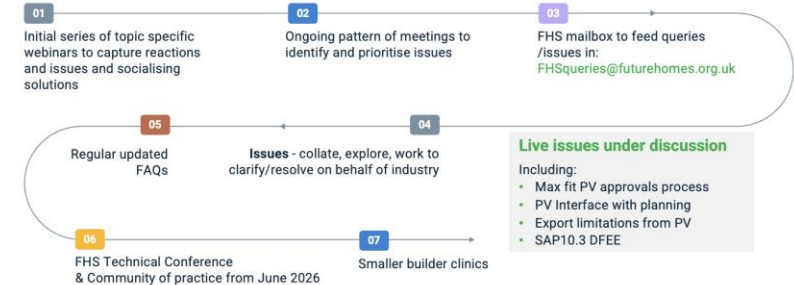 01
Initial series of topic specific
webinars to capture reactions
and issues and socialising
solutions
02
Ongoing pattern of meetings to
identify and prioritise issues
03
FHS mailbox to feed queries
/issues in:
FHSqueries@futurehomes.org.uk
04
Issues - collate, explore, work to
clarify/resolve on behalf of industry
05
Regular updated
FAQs
06
FHS Technical Conference
& Community of practice from June 2026
07
Smaller builder clinics
Live issues under discussion
Including:
• Max fit PV approvals process
• PV Interface with planning
• Export limitations from PV
• SAP10.3 DFEE